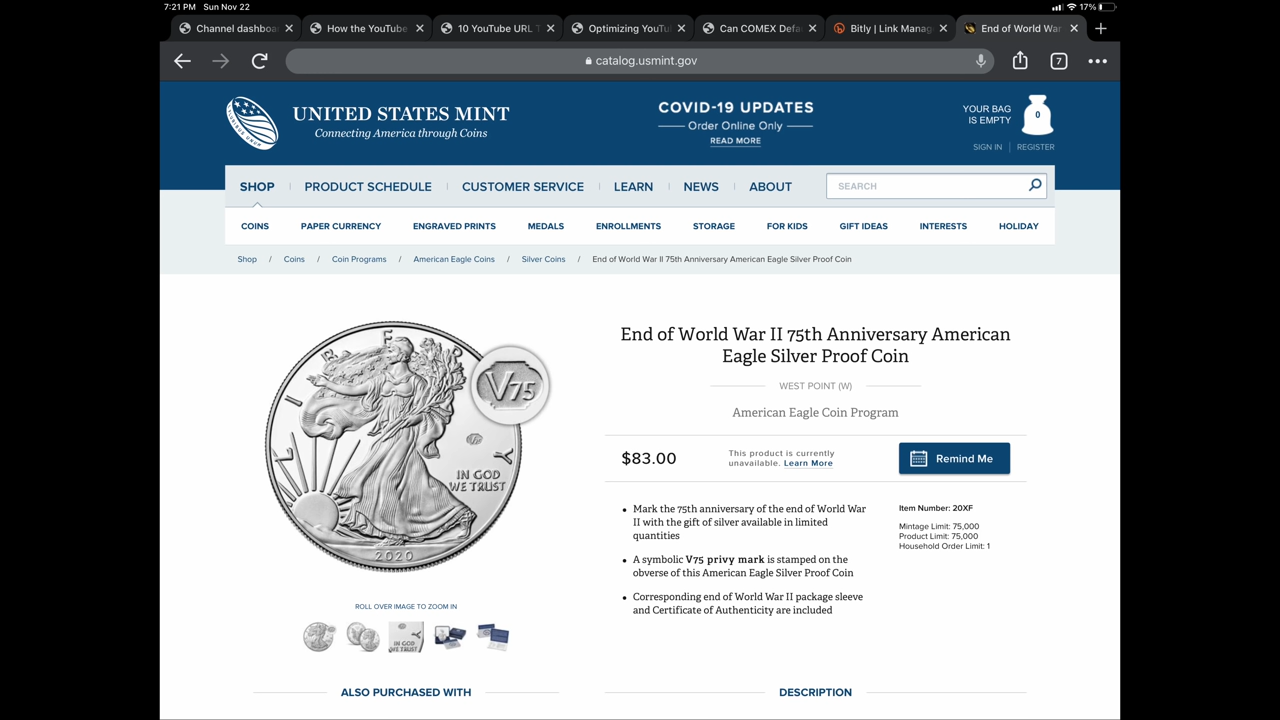 7:21 PM Sun Nov 22
17%
Channel dashboa
How the YouTube
10 YouTube URL T
Optimizing YouTu
Can COMEX Defa
Bitly | Link Manag
End of World War
catalog.usmint.gov
7
UNITED STATES MINT
Connecting America through Coins
COVID-19 UPDATES
Order Online Only
READ MORE
YOUR BAG
IS EMPTY
0
SIGN IN | REGISTER
SHOP
PRODUCT SCHEDULE
CUSTOMER SERVICE
LEARN
NEWS
ABOUT
SEARCH
COINS
PAPER CURRENCY
ENGRAVED PRINTS
MEDALS
ENROLLMENTS
STORAGE
FOR KIDS
GIFT IDEAS
INTERESTS
HOLIDAY
Shop / Coins / Coin Programs / American Eagle Coins / Silver Coins / End of World War II 75th Anniversary American Eagle Silver Proof Coin
LIBERTY
V75
IN GOD
WE TRUST
2020
ROLL OVER IMAGE TO ZOOM IN
IN GOD
WE TRUST
ALSO PURCHASED WITH
End of World War II 75th Anniversary American
Eagle Silver Proof Coin
WEST POINT (W)
American Eagle Coin Program
$83.00
This product is currently
unavailable. Learn More
Remind Me
• Mark the 75th anniversary of the end of World War
II with the gift of silver available in limited
quantities
• A symbolic V75 privy mark is stamped on the
obverse of this American Eagle Silver Proof Coin
• Corresponding end of World War II package sleeve
and Certificate of Authenticity are included
Item Number: 20XF
Mintage Limit: 75,000
Product Limit: 75,000
Household Order Limit: 1
DESCRIPTION